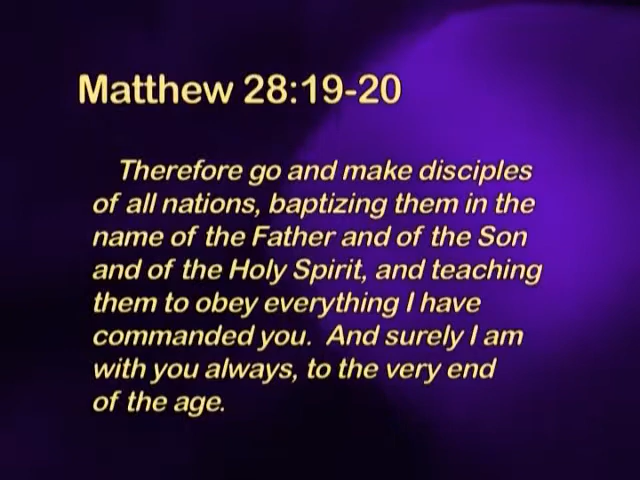 Matthew 28:19-20
Therefore go and make disciples
of all nations, baptizing them in the
name of the Father and of the Son
and of the Holy Spirit, and teaching
them to obey everything I have
commanded you.  And surely I am
with you always, to the very end
of the age.